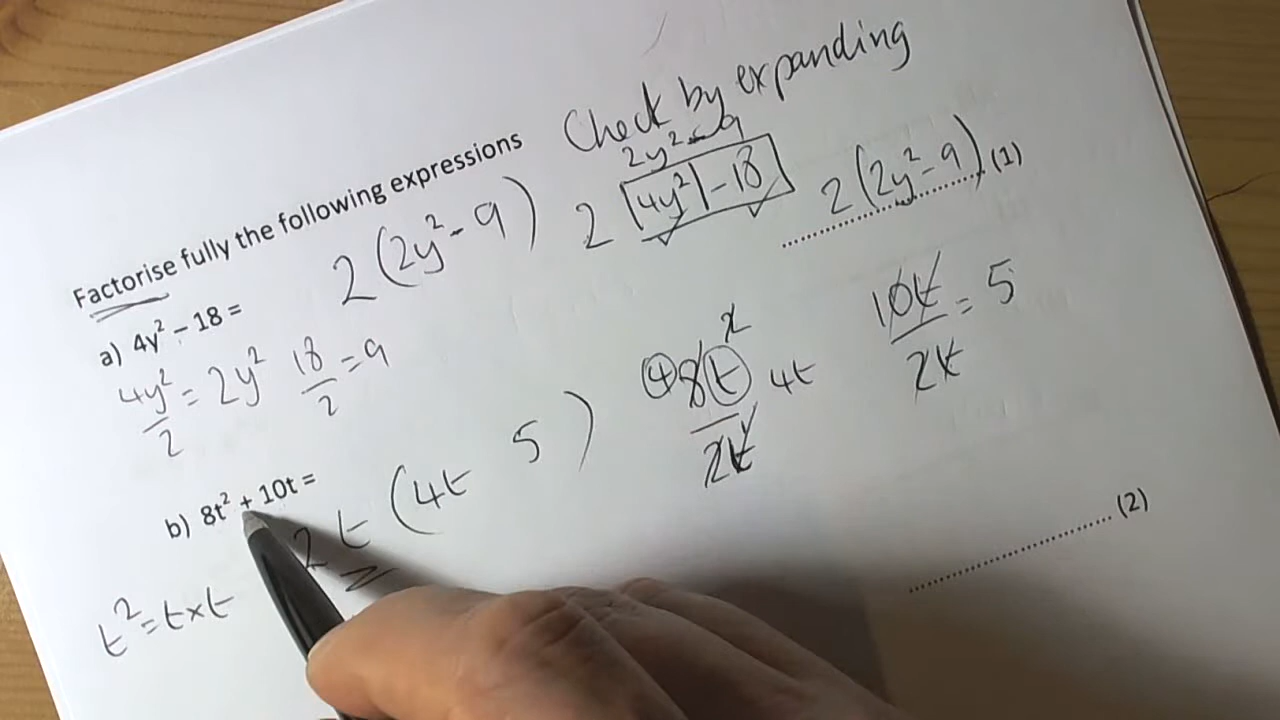 Check by expanding
Factorise fully the following expressions
2y² - 9
2 (2y² - 9) 2 4y² - 18 2 (2y² - 9) (1)
a) 4y² – 18 =
4y²/2 = 2y² 18/2 = 9
48t² 4t 10t/2t = 5
2t
b) 8t² + 10t = 2t (4t 5)
(2)
t² = t × t